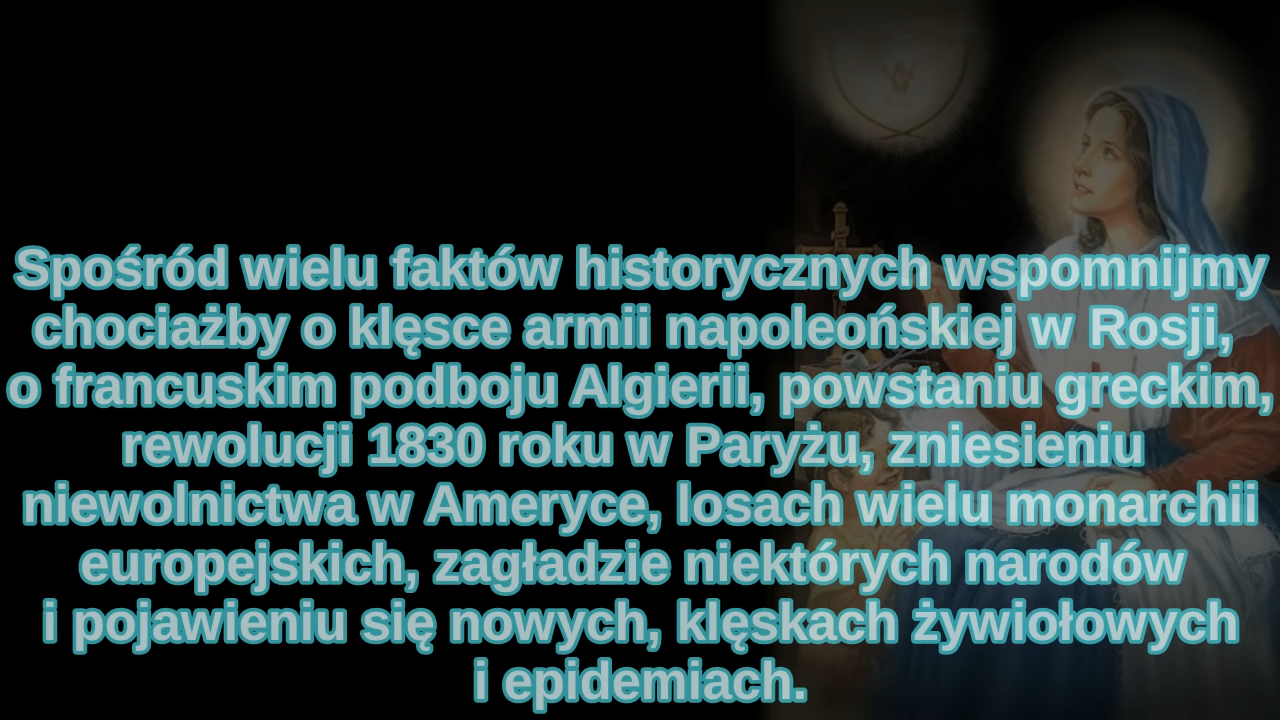 Spośród wielu faktów historycznych wspomnijmy
chociażby o klęsce armii napoleońskiej w Rosji,
o francuskim podboju Algierii, powstaniu greckim,
rewolucji 1830 roku w Paryżu, zniesieniu
niewolnictwa w Ameryce, losach wielu monarchii
europejskich, zagładzie niektórych narodów
i pojawieniu się nowych, klęskach żywiołowych
i epidemiach.